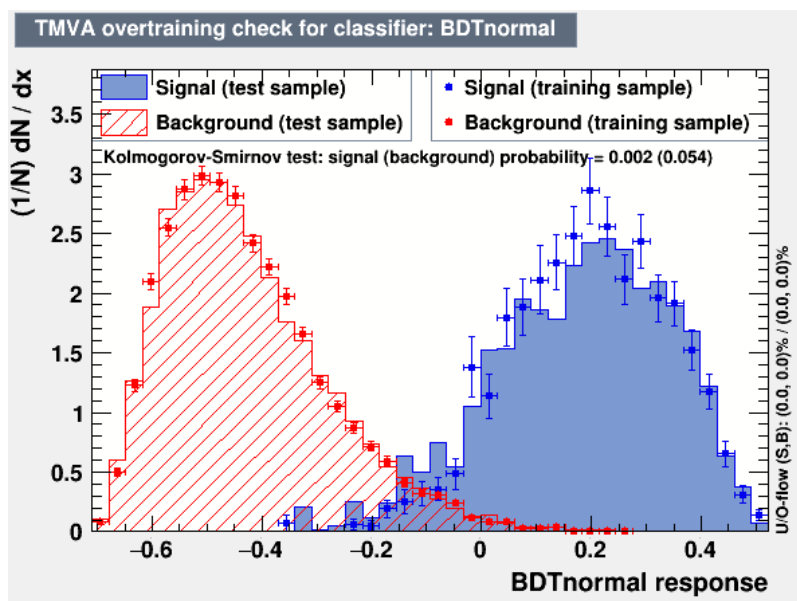 TMVA overtraining check for classifier: BDTnormal
Signal (test sample)
Background (test sample)
Signal (training sample)
Background (training sample)
Kolmogorov-Smirnov test: signal (background) probability = 0.002 (0.054)
(1/N) dN / dx
3.5
3
2.5
2
1.5
1
0.5
0
−0.6
−0.4
−0.2
0
0.2
0.4
BDTnormal response
U/O-flow (S,B): (0.0, 0.0)% / (0.0, 0.0)%